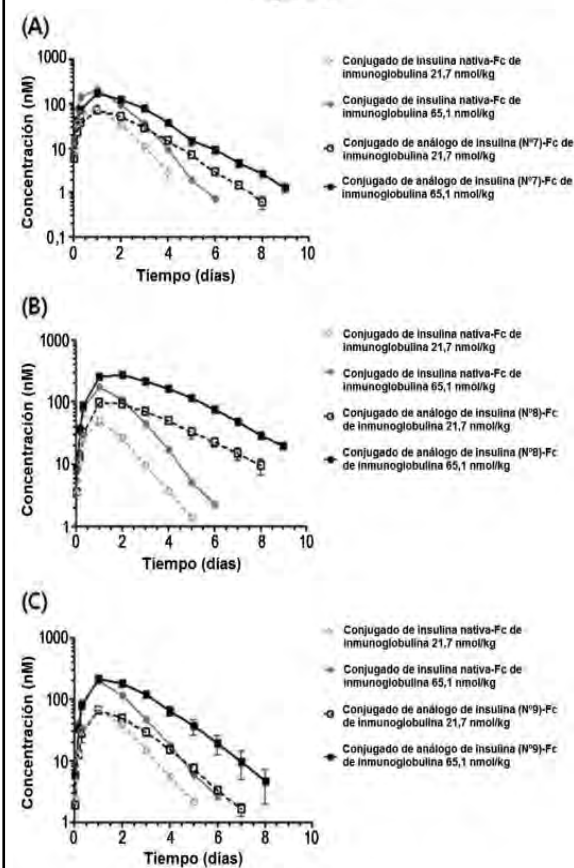 (A)
Concentración (nM)
1000
100
10
1
0,1
0 2 4 6 8 10
Tiempo (días)
Conjugado de insulina nativa-Fc de
inmunoglobulina 21,7 nmol/kg
Conjugado de insulina nativa-Fc de
inmunoglobulina 65,1 nmol/kg
Conjugado de análogo de insulina (Nº7)-Fc de
inmunoglobulina 21,7 nmol/kg
Conjugado de análogo de insulina (Nº7)-Fc de
inmunoglobulina 65,1 nmol/kg
(B)
Concentración (nM)
1000
100
10
1
0 2 4 6 8 10
Tiempo (días)
Conjugado de insulina nativa-Fc de
inmunoglobulina 21,7 nmol/kg
Conjugado de insulina nativa-Fc de
inmunoglobulina 65,1 nmol/kg
Conjugado de análogo de insulina (Nº8)-Fc
de inmunoglobulina 21,7 nmol/kg
Conjugado de análogo de insulina (Nº8)-Fc
de inmunoglobulina 65,1 nmol/kg
(C)
Concentración (nM)
1000
100
10
1
0 2 4 6 8 10
Tiempo (días)
Conjugado de insulina nativa-Fc de
inmunoglobulina 21,7 nmol/kg
Conjugado de insulina nativa-Fc de
inmunoglobulina 65,1 nmol/kg
Conjugado de análogo de insulina (Nº9)-Fc
de inmunoglobulina 21,7 nmol/kg
Conjugado de análogo de insulina (Nº9)-Fc
de inmunoglobulina 65,1 nmol/kg